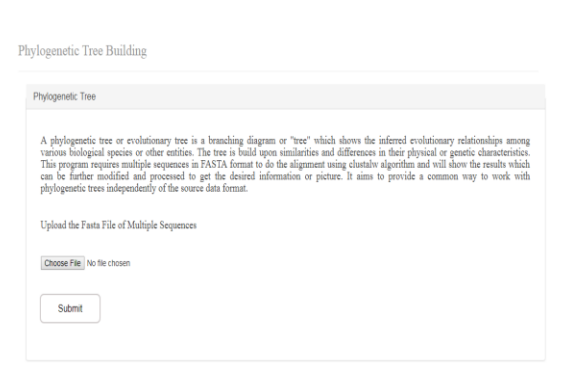 Phylogenetic Tree Building
Phylogenetic Tree
A phylogenetic tree or evolutionary tree is a branching diagram or "tree" which shows the inferred evolutionary relationships among
various biological species or other entities. The tree is build upon similarities and differences in their physical or genetic characteristics.
This program requires multiple sequences in FASTA format to do the alignment using clustalw algorithm and will show the results which
can be further modified and processed to get the desired information or picture. It aims to provide a common way to work with
phylogenetic trees independently of the source data format.
Upload the Fasta File of Multiple Sequences
Choose File No file chosen
Submit